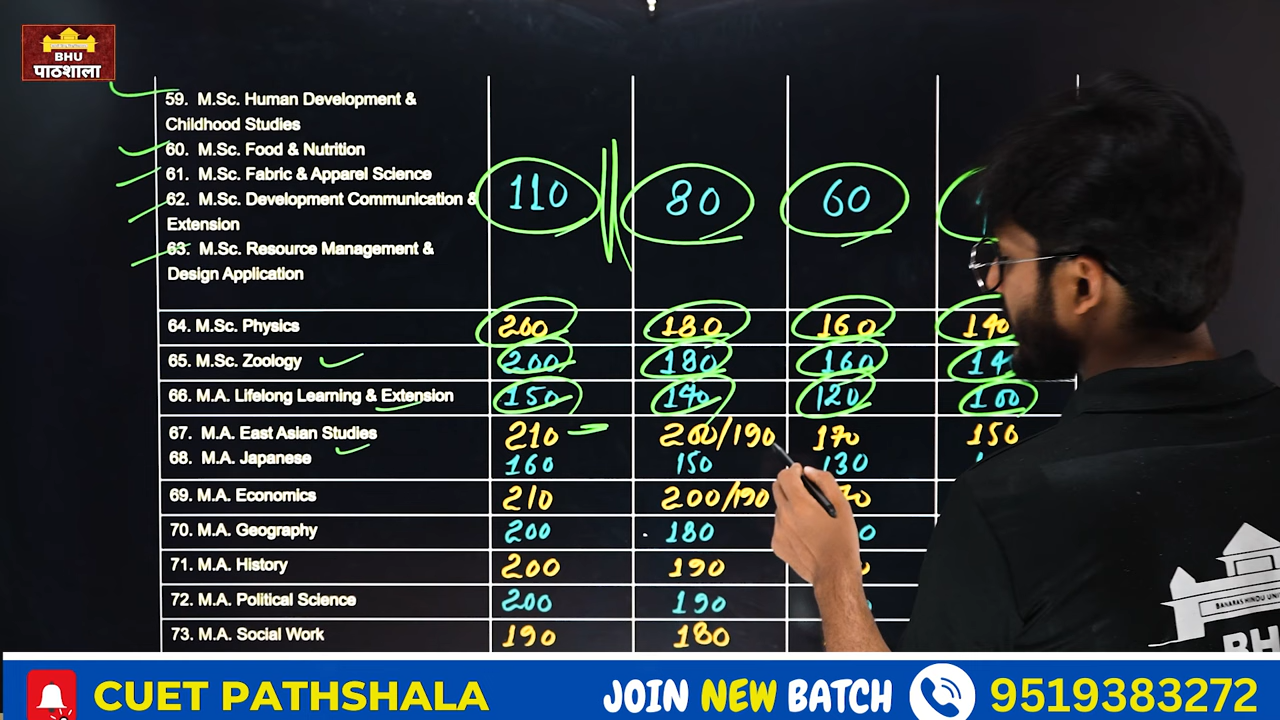 BHU
पाठशाला
59. M.Sc. Human Development &
Childhood Studies
60. M.Sc. Food & Nutrition
61. M.Sc. Fabric & Apparel Science
62. M.Sc. Development Communication &
Extension
63. M.Sc. Resource Management &
Design Application
110 80 60
64. M.Sc. Physics 200 180 160 140
65. M.Sc. Zoology 200 180 160 14
66. M.A. Lifelong Learning & Extension 150 140 120 100
67. M.A. East Asian Studies 210 200/190 170 150
68. M.A. Japanese 160 150 130
69. M.A. Economics 210 200/190
70. M.A. Geography 200 180
71. M.A. History 200 190
72. M.A. Political Science 200 190
73. M.A. Social Work 190 180
BANARAS HINDU UNI
BH
CUET PATHSHALA JOIN NEW BATCH 9519383272